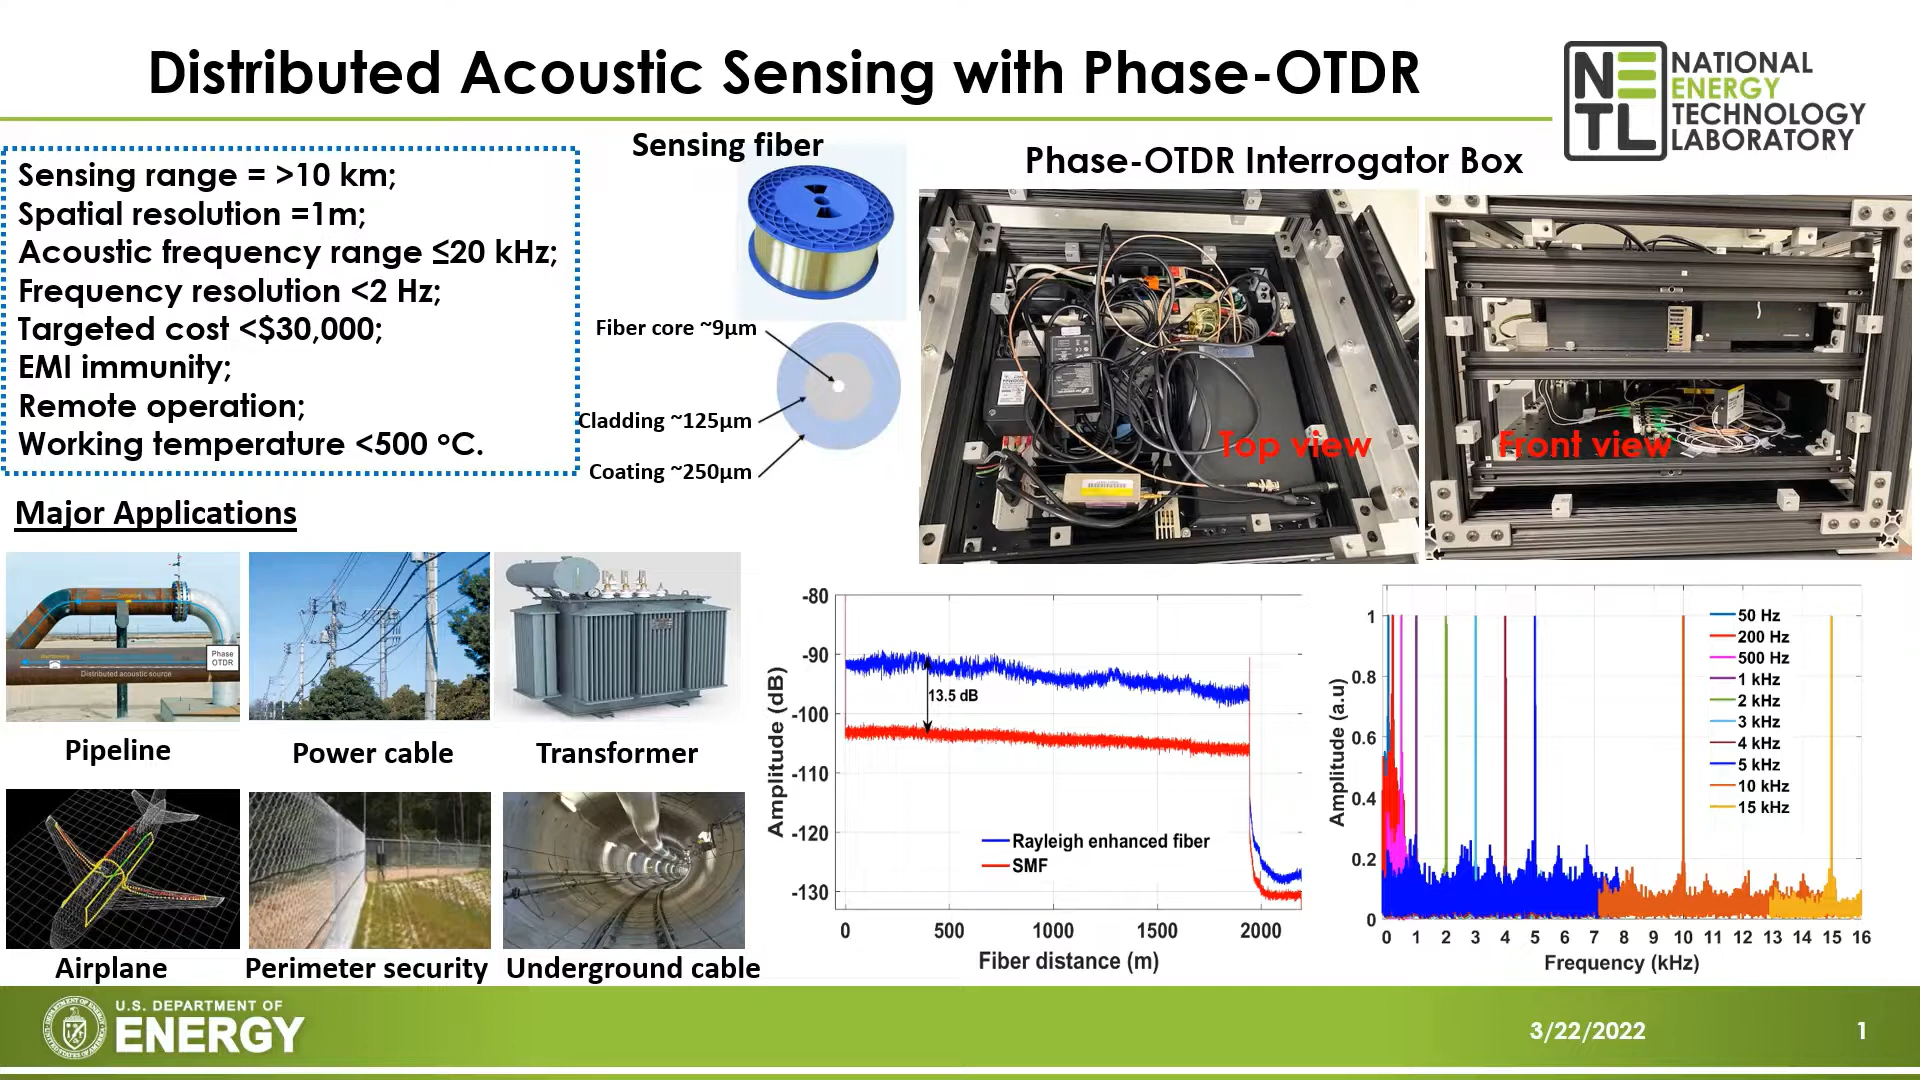 Distributed Acoustic Sensing with Phase-OTDR
NATIONAL
ENERGY
TECHNOLOGY
LABORATORY
NE
TL
Sensing range = >10 km;
Spatial resolution =1m;
Acoustic frequency range ≤20 kHz;
Frequency resolution <2 Hz;
Targeted cost <$30,000;
EMI immunity;
Remote operation;
Working temperature <500 °C.
Sensing fiber
Fiber core ~9µm
Cladding ~125µm
Coating ~250µm
Phase-OTDR Interrogator Box
Top view
Front view
Major Applications
Phase
OTDR
Distributed acoustic source
Pipeline
Power cable
Transformer
Airplane
Perimeter security
Underground cable
-80
-90
-100
-110
-120
-130
Amplitude (dB)
13.5 dB
Rayleigh enhanced fiber
SMF
0 500 1000 1500 2000
Fiber distance (m)
1
0.8
0.6
0.4
0.2
0
Amplitude (a.u)
50 Hz
200 Hz
500 Hz
1 kHz
2 kHz
3 kHz
4 kHz
5 kHz
10 kHz
15 kHz
0 1 2 3 4 5 6 7 8 9 10 11 12 13 14 15 16
Frequency (kHz)
U.S. DEPARTMENT OF
ENERGY
3/22/2022
1